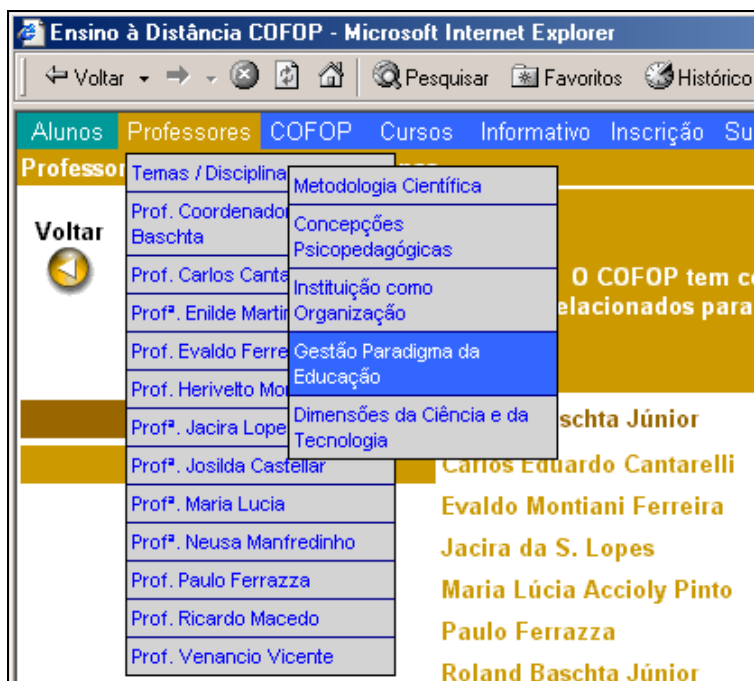 Ensino à Distância COFOP - Microsoft Internet Explorer
Voltar Pesquisar Favoritos Histórico
Alunos Professores COFOP Cursos Informativo Inscrição Su
Professor
Voltar
Temas / Disciplina
Prof. Coordenador
Baschta
Prof. Carlos Canta
Profª. Enilde Martin
Prof. Evaldo Ferre
Prof. Herivelto Mon
Profª. Jacira Lope
Profª. Josilda Castellar
Profª. Maria Lucia
Profª. Neusa Manfredinho
Prof. Paulo Ferrazza
Prof. Ricardo Macedo
Prof. Venancio Vicente
Metodologia Científica
Concepções
Psicopedagógicas
Instituição como
Organização
Gestão Paradigma da
Educação
Dimensões da Ciência e da
Tecnologia
O COFOP tem co
elacionados para
schta Júnior
Carlos Eduardo Cantarelli
Evaldo Montiani Ferreira
Jacira da S. Lopes
Maria Lúcia Accioly Pinto
Paulo Ferrazza
Roland Baschta Júnior